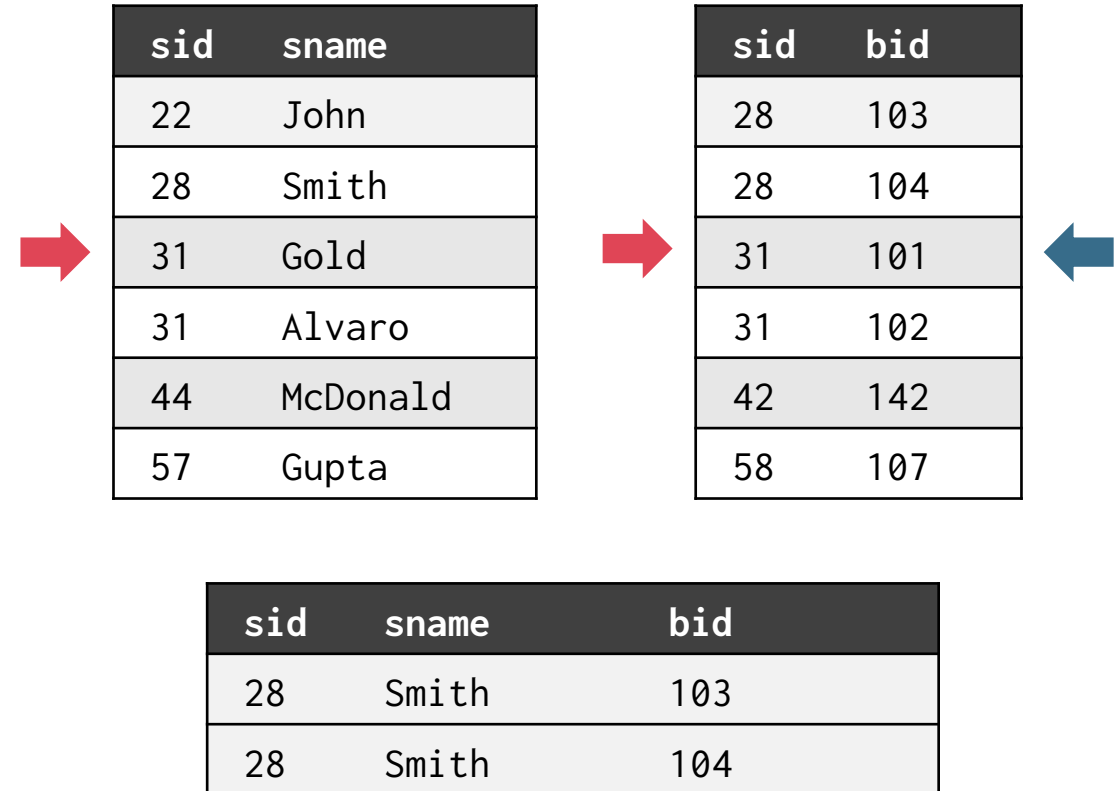 sid sname
22 John
28 Smith
31 Gold
31 Alvaro
44 McDonald
57 Gupta
sid bid
28 103
28 104
31 101
31 102
42 142
58 107
sid sname bid
28 Smith 103
28 Smith 104